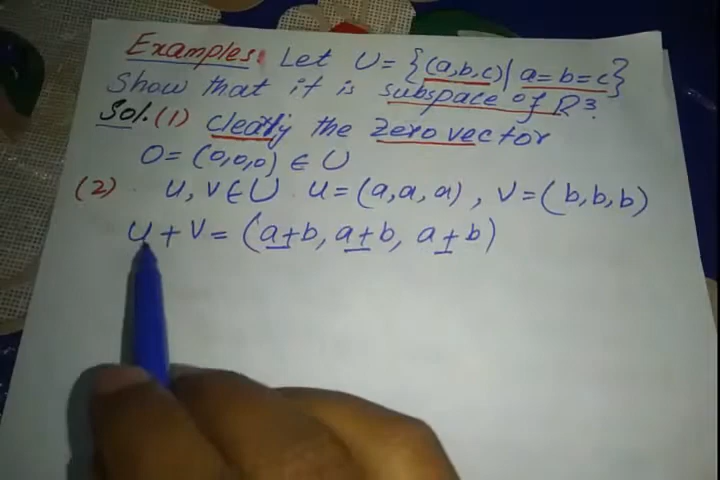 Examples: Let U = {(a,b,c) | a=b=c}
Show that it is subspace of R³.
Sol. (1) clearly the zero vector
0 = (0,0,0) ∈ U
(2) u, v ∈ U u = (a, a, a), v = (b, b, b)
u + v = (a+b, a+b, a+b)